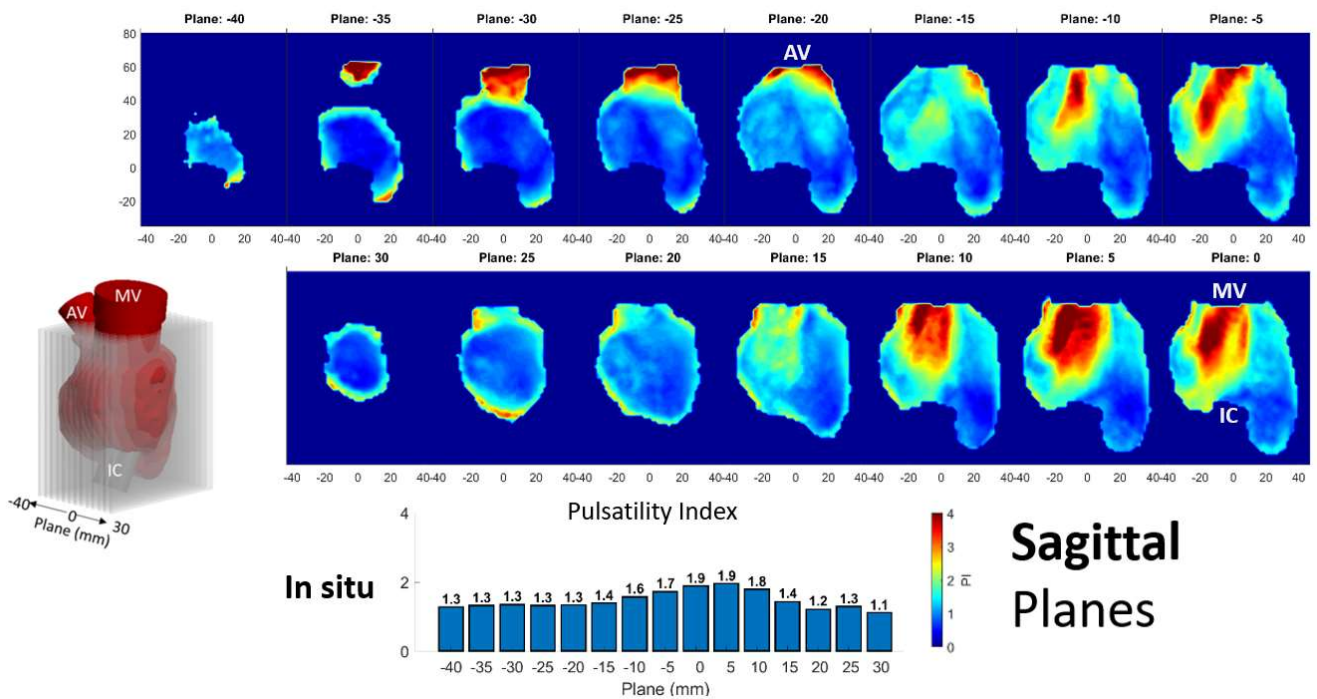 Plane: -40 Plane: -35 Plane: -30 Plane: -25 Plane: -20 Plane: -15 Plane: -10 Plane: -5
80
60
40
20
0
-20
AV
-40 -20 0 20 40-40 -20 0 20 40-40 -20 0 20 40-40 -20 0 20 40-40 -20 0 20 40-40 -20 0 20 40-40 -20 0 20 40-40 -20 0 20 40
Plane: 30 Plane: 25 Plane: 20 Plane: 15 Plane: 10 Plane: 5 Plane: 0
MV
IC
-40 -20 0 20 40-40 -20 0 20 40-40 -20 0 20 40-40 -20 0 20 40-40 -20 0 20 40-40 -20 0 20 40-40 -20 0 20 40
MV
AV
IC
-40 0 30
Plane (mm)
Pulsatility Index
In situ
4
2
0
1.3 1.3 1.3 1.3 1.3 1.4 1.6 1.7 1.9 1.9 1.8 1.4 1.2 1.3 1.1
-40 -35 -30 -25 -20 -15 -10 -5 0 5 10 15 20 25 30
Plane (mm)
4
3
2
1
0
PI
Sagittal
Planes